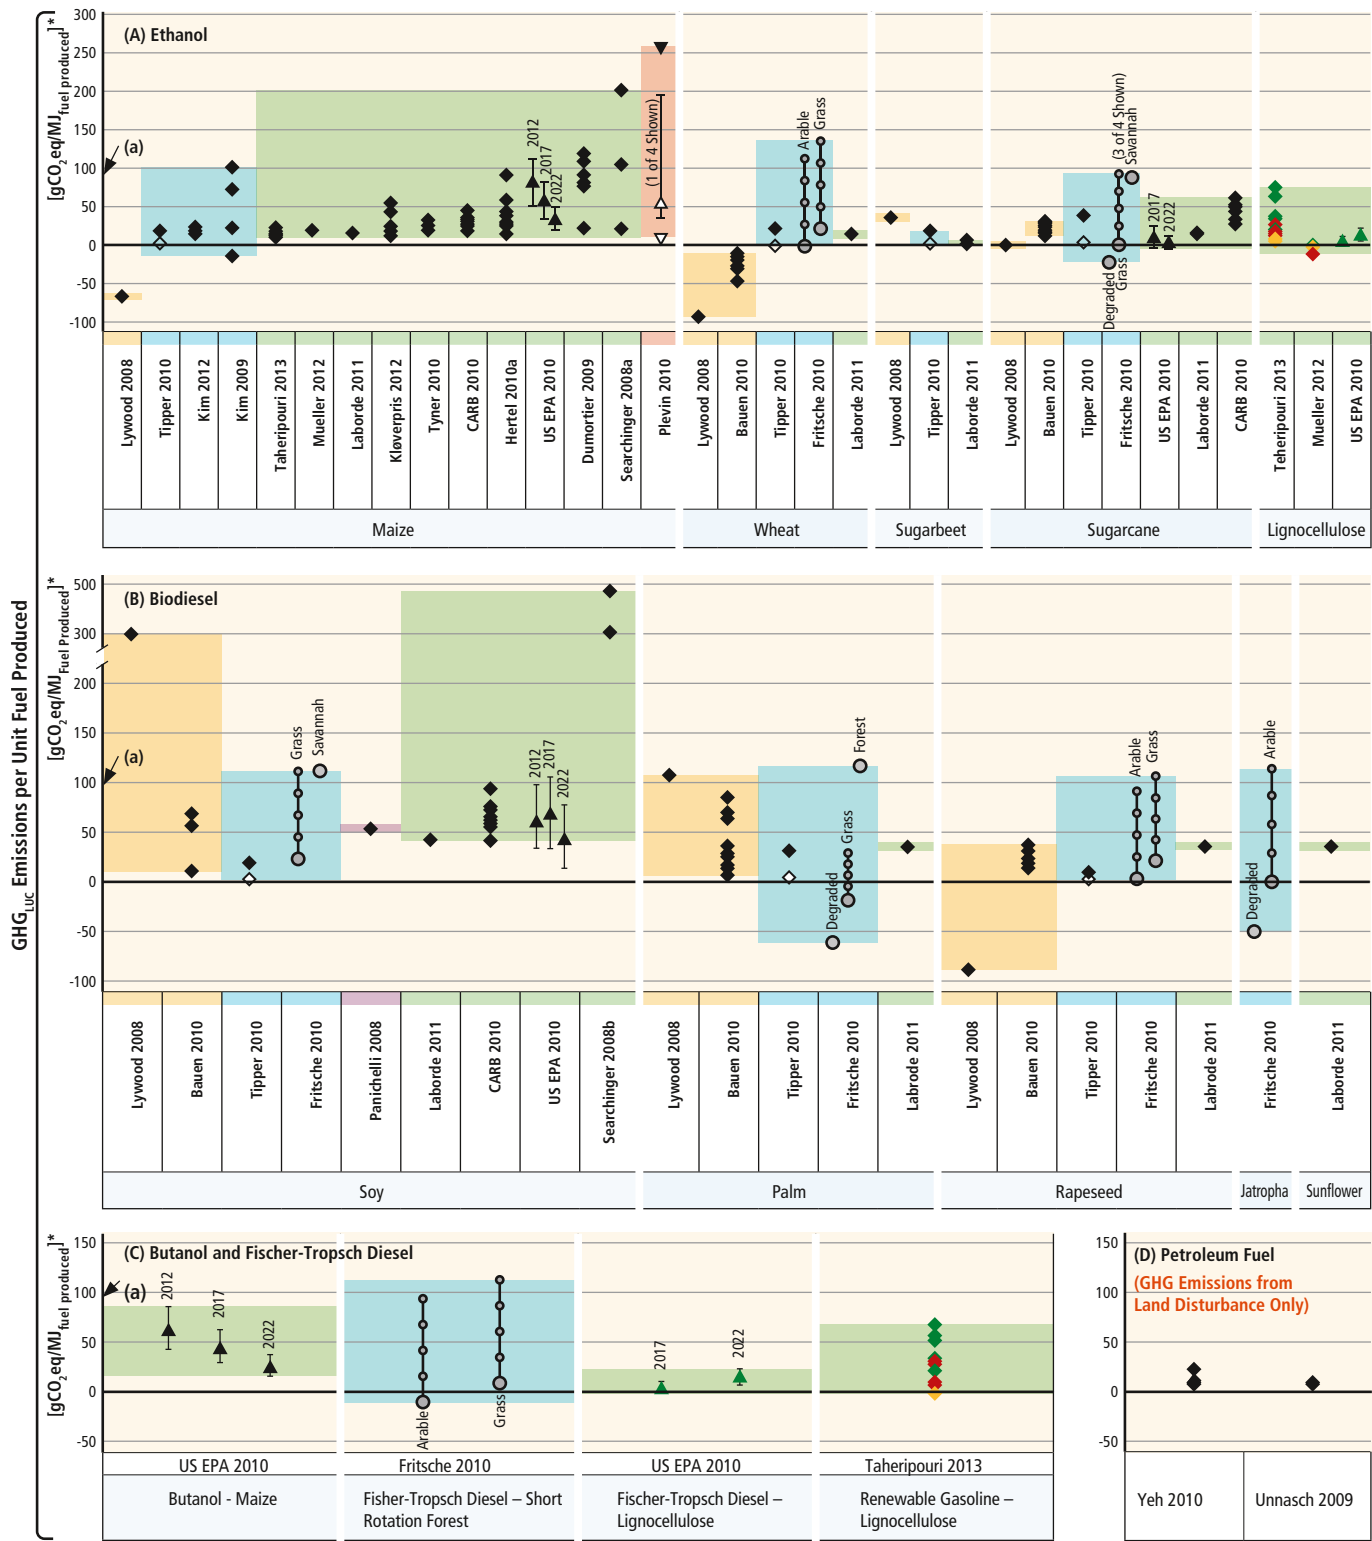 GHG_LUC Emissions per Unit Fuel Produced
[gCO2eq/MJ fuel produced]*
(A) Ethanol
300
250
200
150
100
50
0
-50
-100
(a)
2012
2017
2022
(1 of 4 Shown)
Arable
Grass
(3 of 4 Shown)
Savannah
Degraded
Grass
2017
2022
Lywood 2008
Tipper 2010
Kim 2012
Kim 2009
Taheripouri 2013
Mueller 2012
Laborde 2011
Kløverpris 2012
Tyner 2010
CARB 2010
Hertel 2010a
US EPA 2010
Dumortier 2009
Searchinger 2008a
Plevin 2010
Lywood 2008
Bauen 2010
Tipper 2010
Fritsche 2010
Laborde 2011
Lywood 2008
Tipper 2010
Laborde 2011
Lywood 2008
Bauen 2010
Tipper 2010
Fritsche 2010
US EPA 2010
Laborde 2011
CARB 2010
Teheripouri 2013
Mueller 2012
US EPA 2010
Maize
Wheat
Sugarbeet
Sugarcane
Lignocellulose
[gCO2eq/MJ Fuel Produced]*
(B) Biodiesel
500
300
200
150
100
50
0
-50
-100
(a)
Grass
Savannah
2012
2017
2022
Degraded
Grass
Forest
Arable
Grass
Degraded
Arable
Lywood 2008
Bauen 2010
Tipper 2010
Fritsche 2010
Panichelli 2008
Laborde 2011
CARB 2010
US EPA 2010
Searchinger 2008b
Lywood 2008
Bauen 2010
Tipper 2010
Fritsche 2010
Labrode 2011
Lywood 2008
Bauen 2010
Tipper 2010
Fritsche 2010
Labrode 2011
Fritsche 2010
Laborde 2011
Soy
Palm
Rapeseed
Jatropha
Sunflower
[gCO2eq/MJ fuel produced]*
(C) Butanol and Fischer-Tropsch Diesel
150
100
50
0
-50
(a)
2012
2017
2022
Arable
Grass
2017
2022
US EPA 2010
Fritsche 2010
US EPA 2010
Taheripouri 2013
Butanol - Maize
Fisher-Tropsch Diesel – Short
Rotation Forest
Fischer-Tropsch Diesel –
Lignocellulose
Renewable Gasoline –
Lignocellulose
(D) Petroleum Fuel
(GHG Emissions from
Land Disturbance Only)
150
100
50
0
-50
Yeh 2010
Unnasch 2009